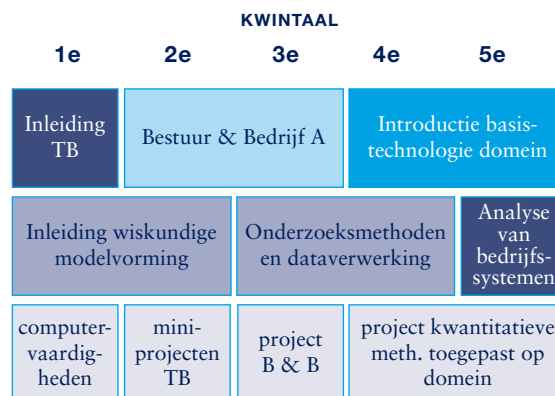 KWINTAAL
1e 2e 3e 4e 5e
Inleiding
TB
Bestuur & Bedrijf A
Introductie basis-
technologie domein
Inleiding wiskundige
modelvorming
Onderzoeksmethoden
en dataverwerking
Analyse
van
bedrijfs-
systemen
computer-
vaardig-
heden
mini-
projecten
TB
project
B & B
project kwantitatieve
meth. toegepast op
domein